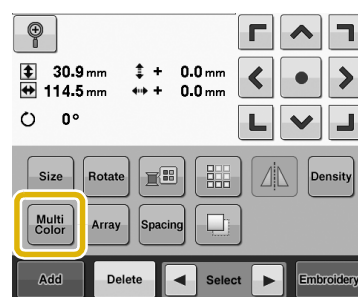 30.9 mm + 0.0 mm
114.5 mm + 0.0 mm
0°
Size Rotate Density
Multi Color Array Spacing
Add Delete Select Embroidery